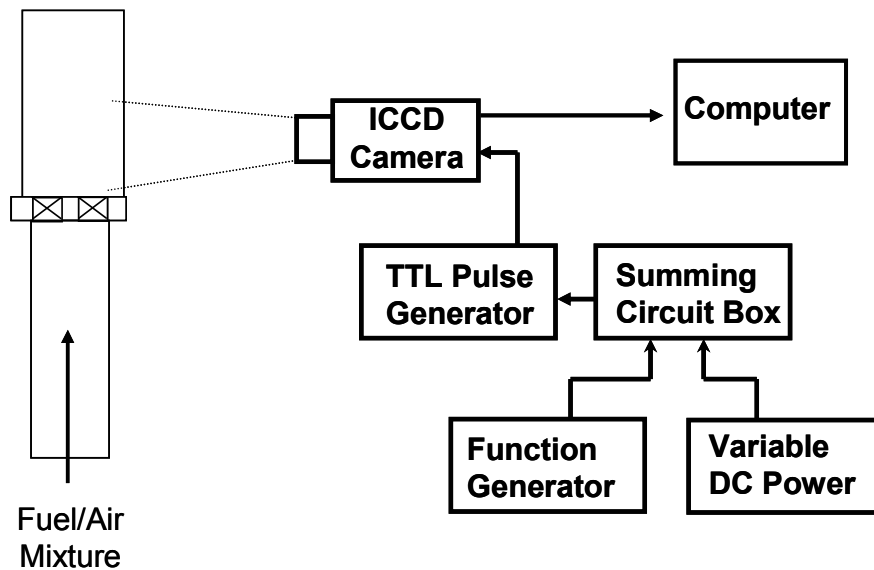 ICCD
Camera
Computer
TTL Pulse
Generator
Summing
Circuit Box
Function
Generator
Variable
DC Power
Fuel/Air
Mixture